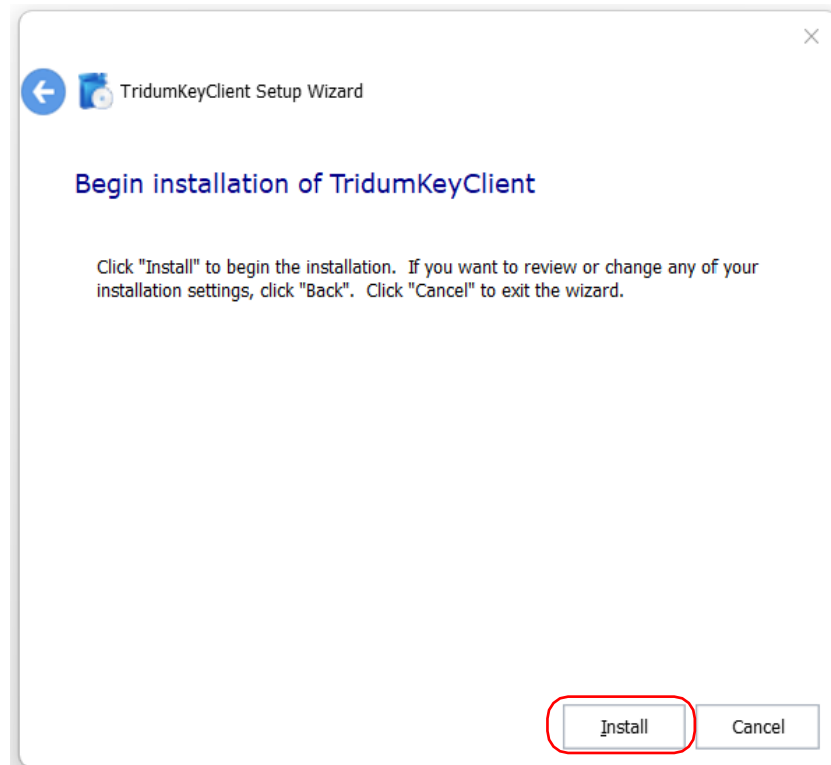 TridumKeyClient Setup Wizard
Begin installation of TridumKeyClient
Click "Install" to begin the installation.  If you want to review or change any of your
installation settings, click "Back".  Click "Cancel" to exit the wizard.
Install
Cancel